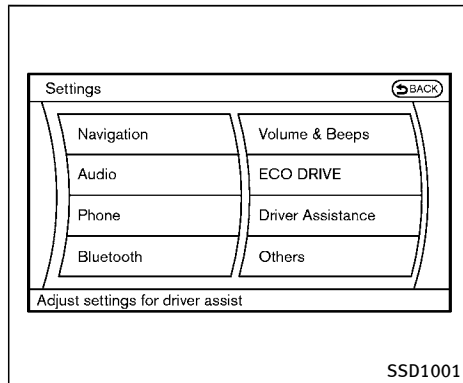 Settings
BACK
Navigation
Volume & Beeps
Audio
ECO DRIVE
Phone
Driver Assistance
Bluetooth
Others
Adjust settings for driver assist
SSD1001